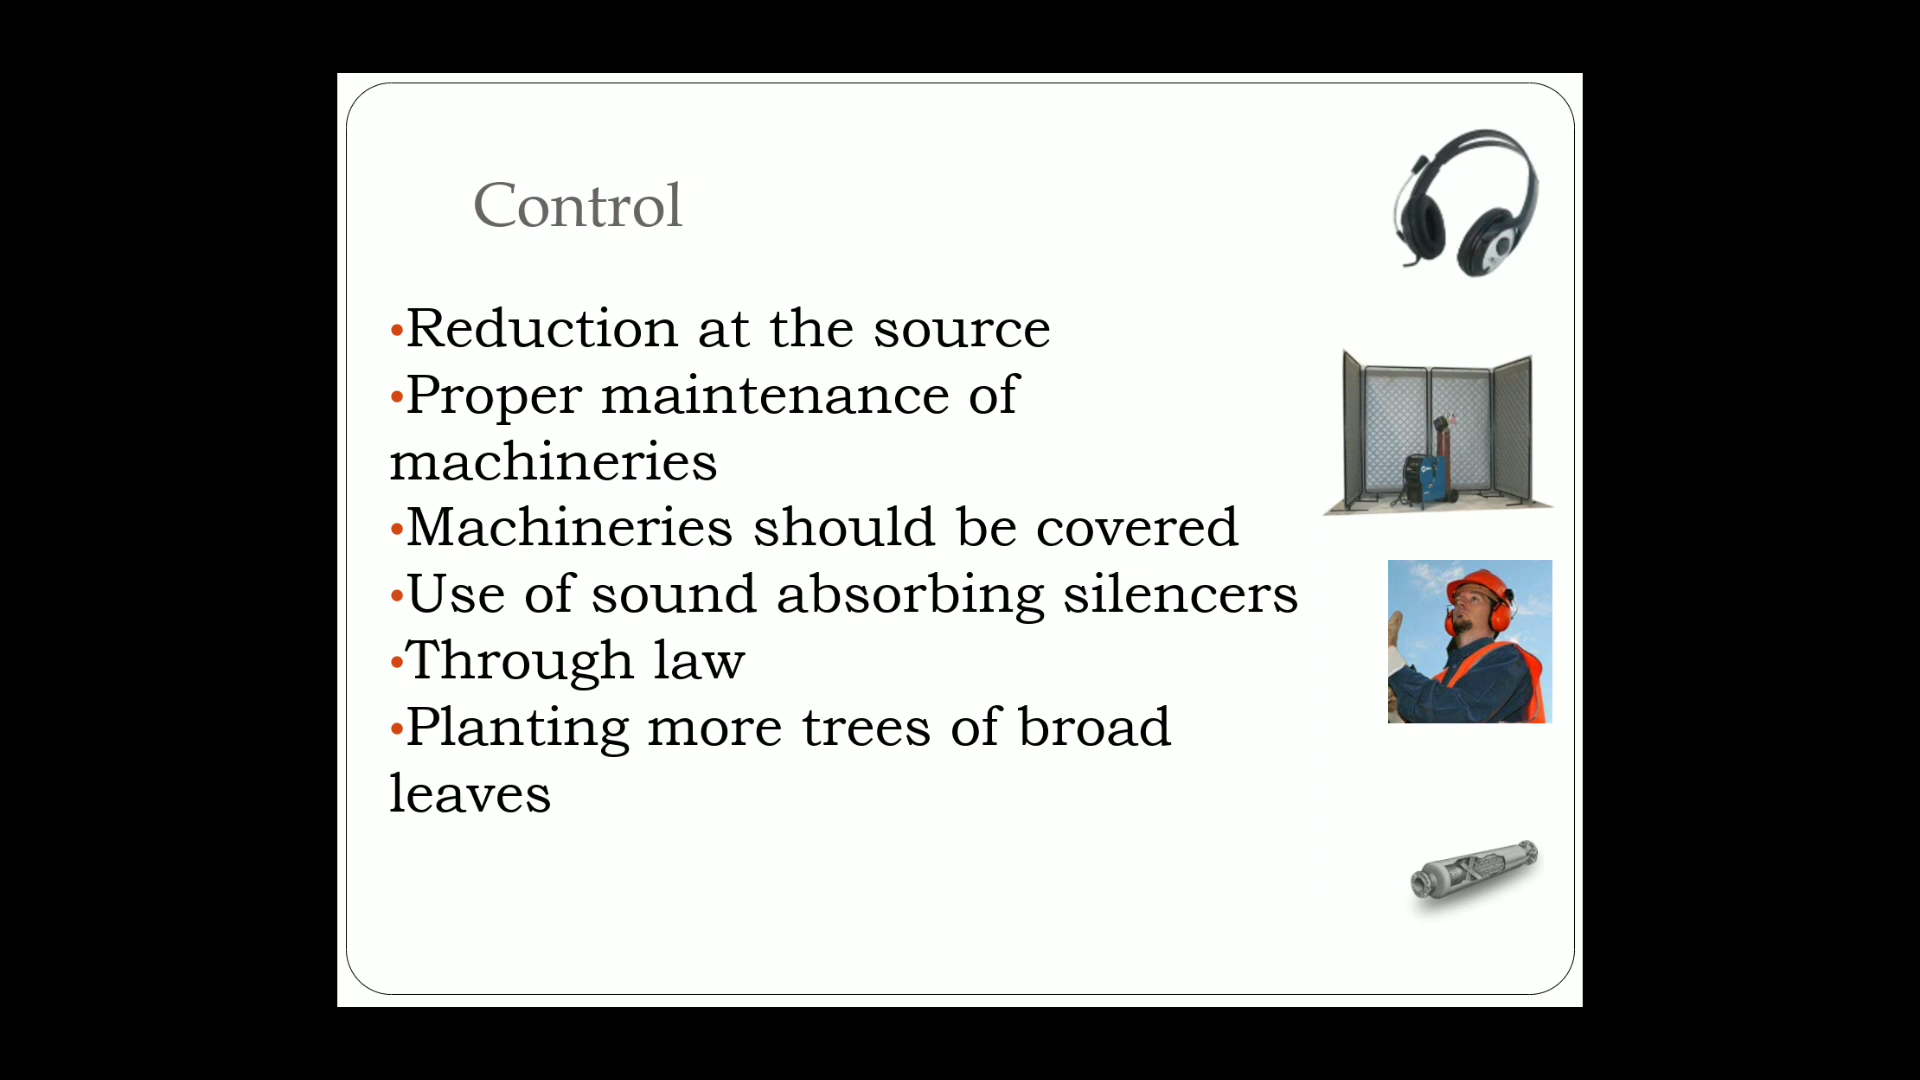 Control
•Reduction at the source
•Proper maintenance of
machineries
•Machineries should be covered
•Use of sound absorbing silencers
•Through law
•Planting more trees of broad
leaves